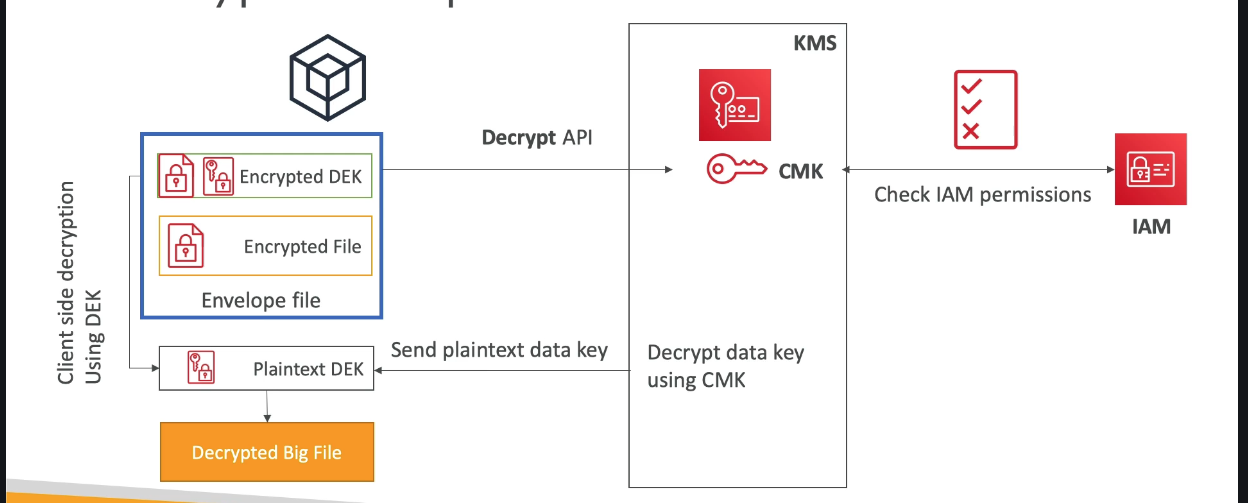 KMS
Decrypt API
Encrypted DEK
CMK
Check IAM permissions
IAM
Encrypted File
Envelope file
Client side decryption
Using DEK
Send plaintext data key
Decrypt data key
using CMK
Plaintext DEK
Decrypted Big File